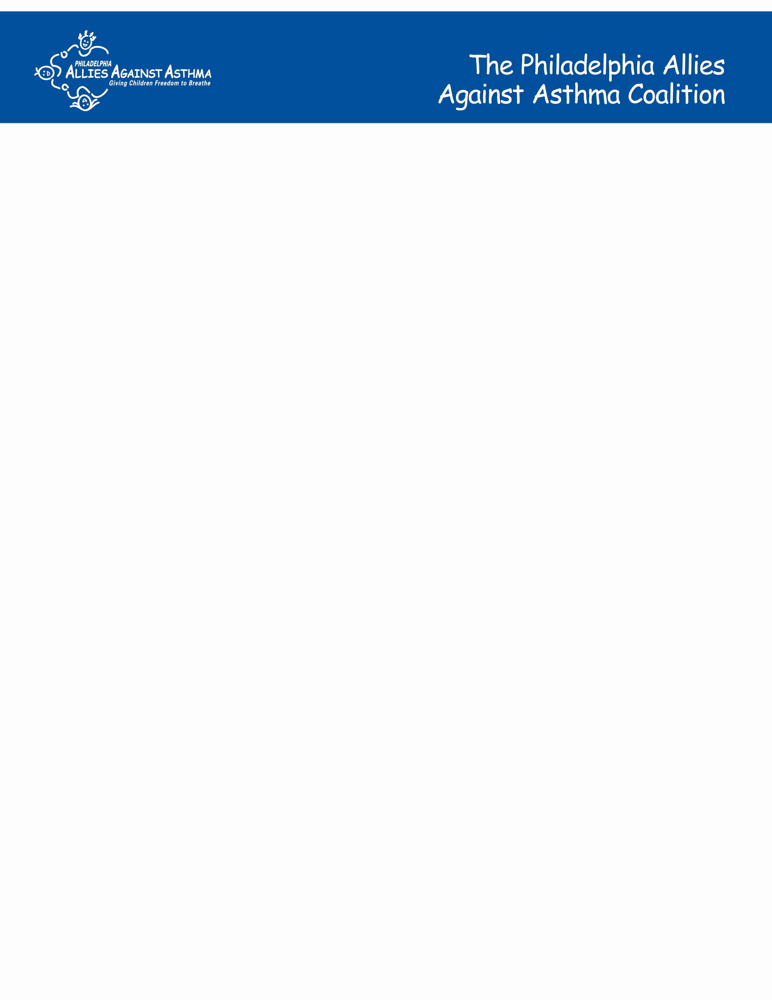 PHILADELPHIA
ALLIES AGAINST ASTHMA
Giving Children Freedom to Breathe
The Philadelphia Allies
Against Asthma Coalition